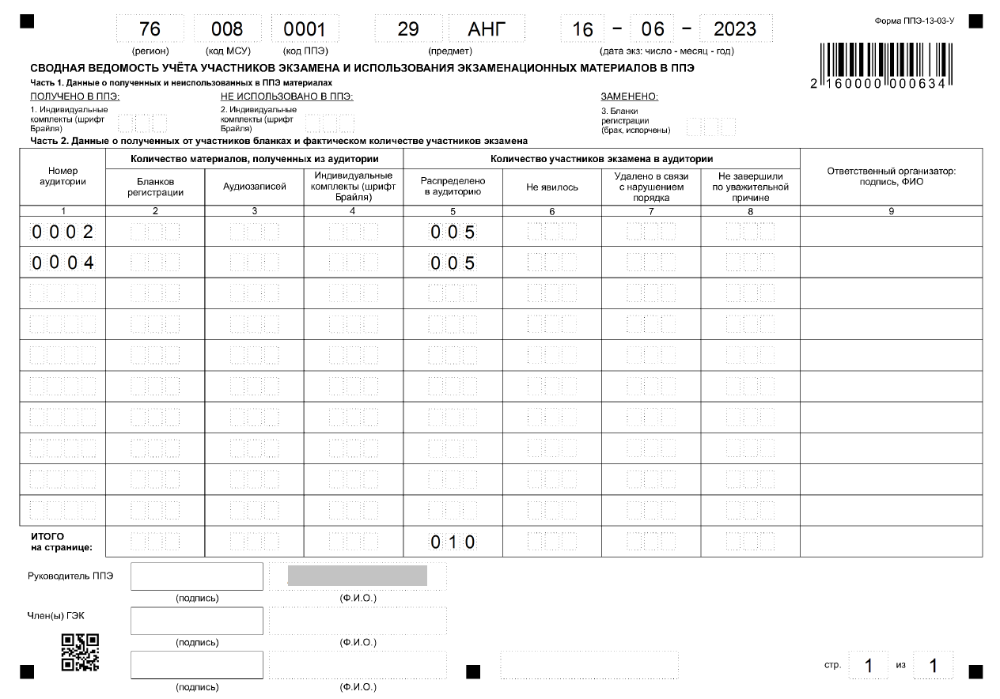 76 008 0001 29 АНГ 16 – 06 – 2023 Форма ППЭ-13-03-У
(регион) (код МСУ) (код ППЭ) (предмет) (дата экз: число - месяц - год)
СВОДНАЯ ВЕДОМОСТЬ УЧЁТА УЧАСТНИКОВ ЭКЗАМЕНА И ИСПОЛЬЗОВАНИЯ ЭКЗАМЕНАЦИОННЫХ МАТЕРИАЛОВ В ППЭ
2 160000 000634
Часть 1. Данные о полученных и неиспользованных в ППЭ материалах
ПОЛУЧЕНО В ППЭ: НЕ ИСПОЛЬЗОВАНО В ППЭ: ЗАМЕНЕНО:
1. Индивидуальные
комплекты (шрифт
Брайля)
2. Индивидуальные
комплекты (шрифт
Брайля)
3. Бланки
регистрации
(брак, испорчены)
Часть 2. Данные о полученных от участников бланках и фактическом количестве участников экзамена
Номер
аудитории
Количество материалов, полученных из аудитории
Количество участников экзамена в аудитории
Ответственный организатор:
подпись, ФИО
Бланков
регистрации
Аудиозаписей
Индивидуальные
комплекты (шрифт
Брайля)
Распределено
в аудиторию
Не явилось
Удалено в связи
с нарушением
порядка
Не завершили
по уважительной
причине
1 2 3 4 5 6 7 8 9
0002 005
0004 005
ИТОГО
на странице:
010
Руководитель ППЭ
(подпись) (Ф.И.О.)
Член(ы) ГЭК
(подпись) (Ф.И.О.)
стр. 1 из 1
(подпись) (Ф.И.О.)